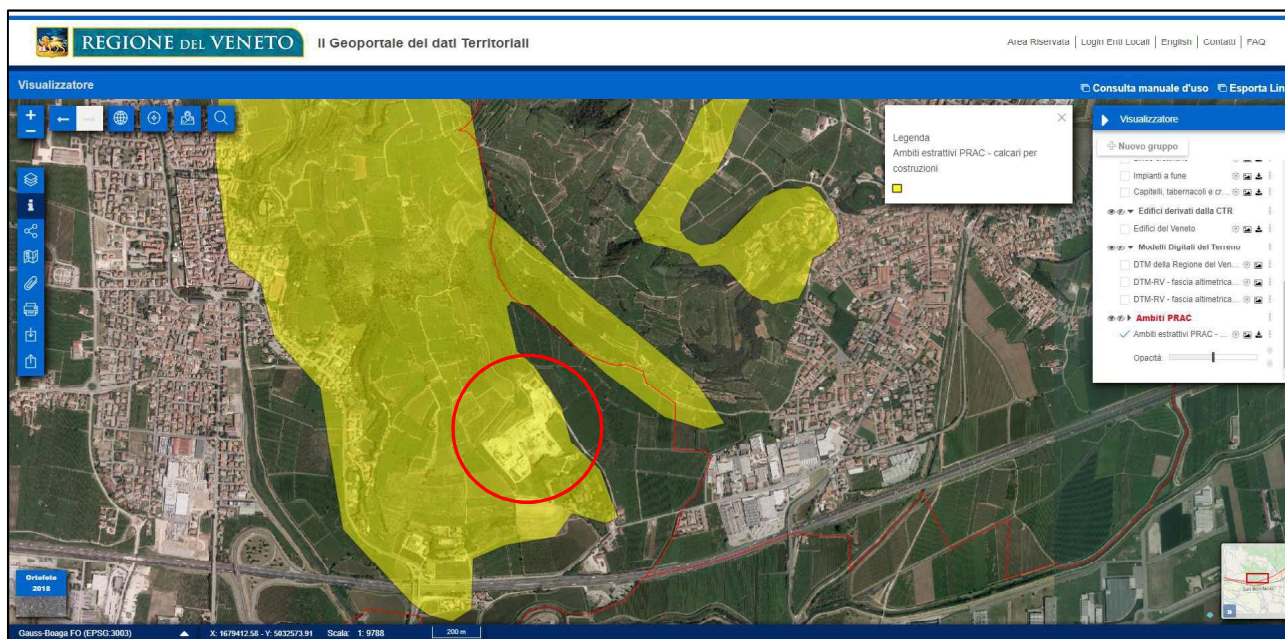 REGIONE DEL VENETO
Il Geoportale dei dati Territoriali
Area Riservata | Login Enti Locali | English | Contatti | FAQ
Visualizzatore
Consulta manuale d'uso Esporta Lin
Legenda
Ambiti estrattivi PRAC - calcari per
costruzioni
Visualizzatore
Nuovo gruppo
Impianti a fune
Capitelli, tabernacoli e cr...
Edifici derivati dalla CTR
Edifici del Veneto
Modelli Digitali del Terreno
DTM della Regione del Ven...
DTM-RV - fascia altimetrica...
DTM-RV - fascia altimetrica...
Ambiti PRAC
Ambiti estrattivi PRAC - ...
Opacità:
Ortofoto
2018
San Bonifacio
Gauss-Boaga FO (EPSG:3003) X: 1679412.58 - Y: 5032573.91 Scala: 1: 9788 200 m